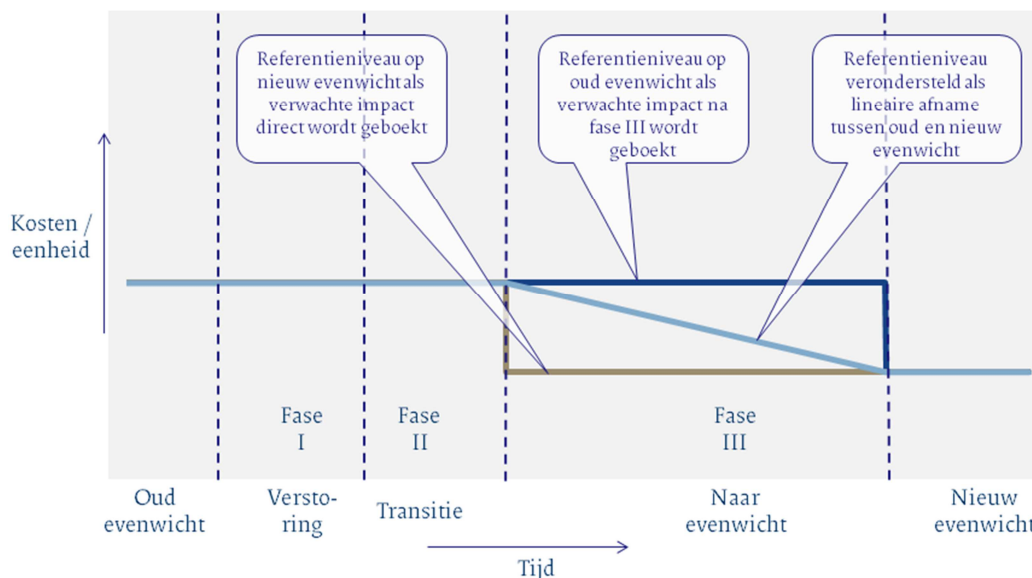 Referentieniveau op
nieuw evenwicht als
verwachte impact
direct wordt geboekt
Referentieniveau op
oud evenwicht als
verwachte impact na
fase III wordt
geboekt
Referentieniveau
verondersteld als
lineaire afname
tussen oud en nieuw
evenwicht
Kosten /
eenheid
Fase
I
Fase
II
Fase
III
Oud
evenwicht
Versto-
ring
Transitie
Naar
evenwicht
Nieuw
evenwicht
Tijd